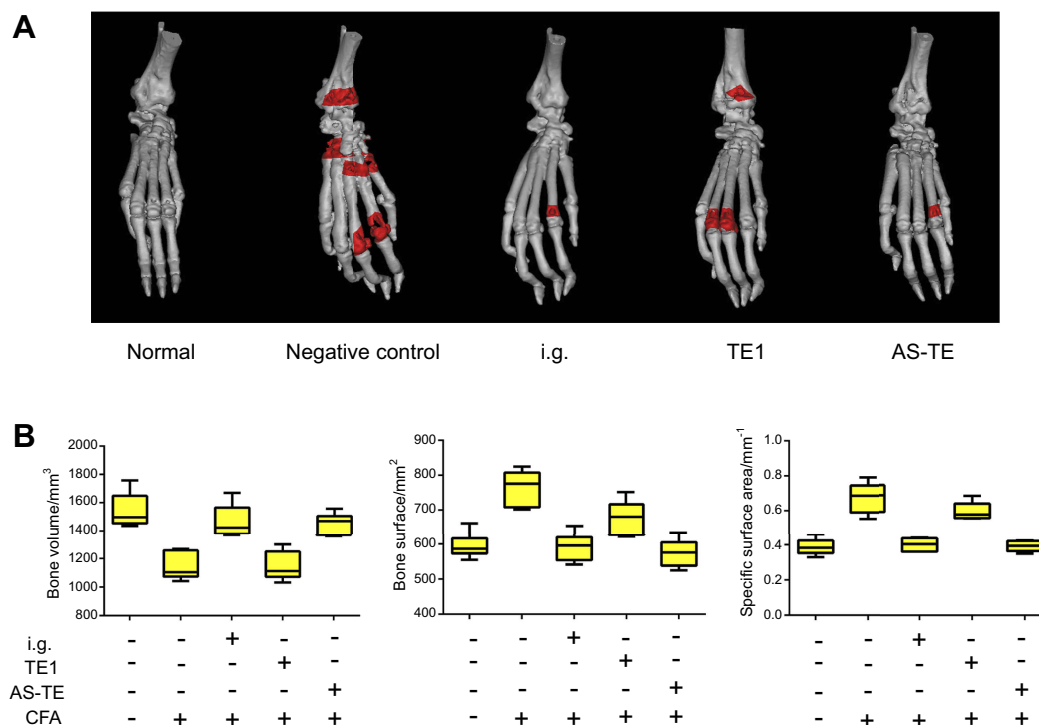 A
Normal Negative control i.g. TE1 AS-TE
B
Bone volume/mm³
2000
1800
1600
1400
1200
1000
800
Bone surface/mm²
900
800
700
600
500
400
Specific surface area/mm⁻¹
1.0
0.8
0.6
0.4
0.2
0.0
i.g. - - + - - - - + - - - - + - -
TE1 - - - + - - - - + - - - - + -
AS-TE - - - - + - - - - + - - - - +
CFA - + + + + - + + + + - + + + +